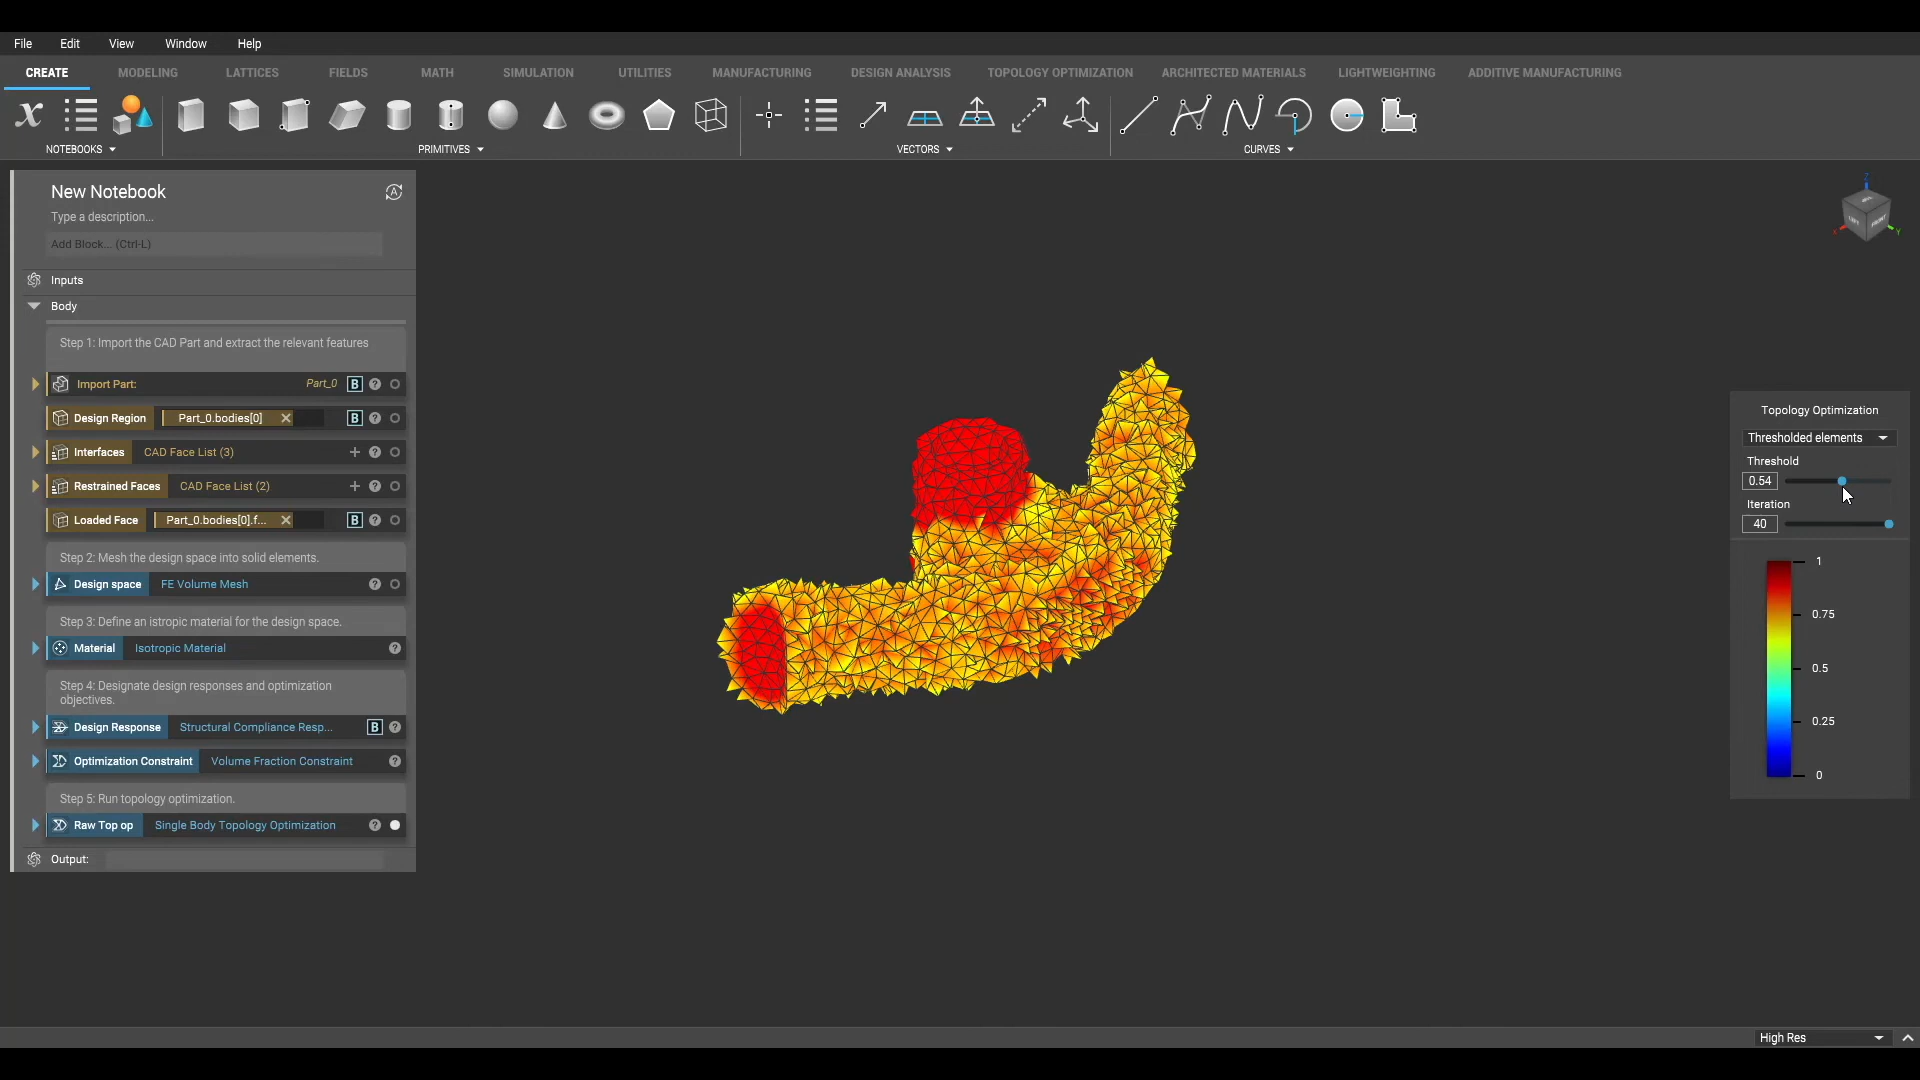 File Edit View Window Help
CREATE MODELING LATTICES FIELDS MATH SIMULATION UTILITIES MANUFACTURING DESIGN ANALYSIS TOPOLOGY OPTIMIZATION ARCHITECTED MATERIALS LIGHTWEIGHTING ADDITIVE MANUFACTURING
NOTEBOOKS PRIMITIVES VECTORS CURVES
New Notebook
Type a description...
Add Block... (Ctrl-L)
Inputs
Body
Step 1: Import the CAD Part and extract the relevant features
Import Part: Part_0 B ?
Design Region Part_0.bodies[0] B ?
Interfaces CAD Face List (3) ?
Restrained Faces CAD Face List (2) ?
Loaded Face Part_0.bodies[0].f... B ?
Step 2: Mesh the design space into solid elements.
Design space FE Volume Mesh ?
Step 3: Define an istropic material for the design space.
Material Isotropic Material ?
Step 4: Designate design responses and optimization
objectives.
Design Response Structural Compliance Resp... B ?
Optimization Constraint Volume Fraction Constraint ?
Step 5: Run topology optimization.
Raw Top op Single Body Topology Optimization ?
Output:
Z
LEFT FRONT
X Y
Topology Optimization
Thresholded elements
Threshold
0.54
Iteration
40
1
0.75
0.5
0.25
0
High Res